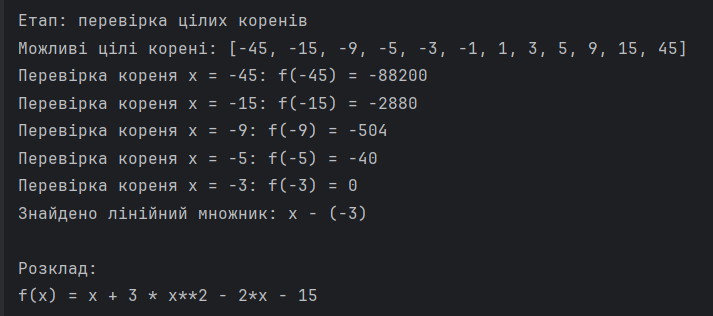 Етап: перевірка цілих коренів
Можливі цілі корені: [-45, -15, -9, -5, -3, -1, 1, 3, 5, 9, 15, 45]
Перевірка кореня x = -45: f(-45) = -88200
Перевірка кореня x = -15: f(-15) = -2880
Перевірка кореня x = -9: f(-9) = -504
Перевірка кореня x = -5: f(-5) = -40
Перевірка кореня x = -3: f(-3) = 0
Знайдено лінійний множник: x - (-3)
Розклад:
f(x) = x + 3 * x**2 - 2*x - 15